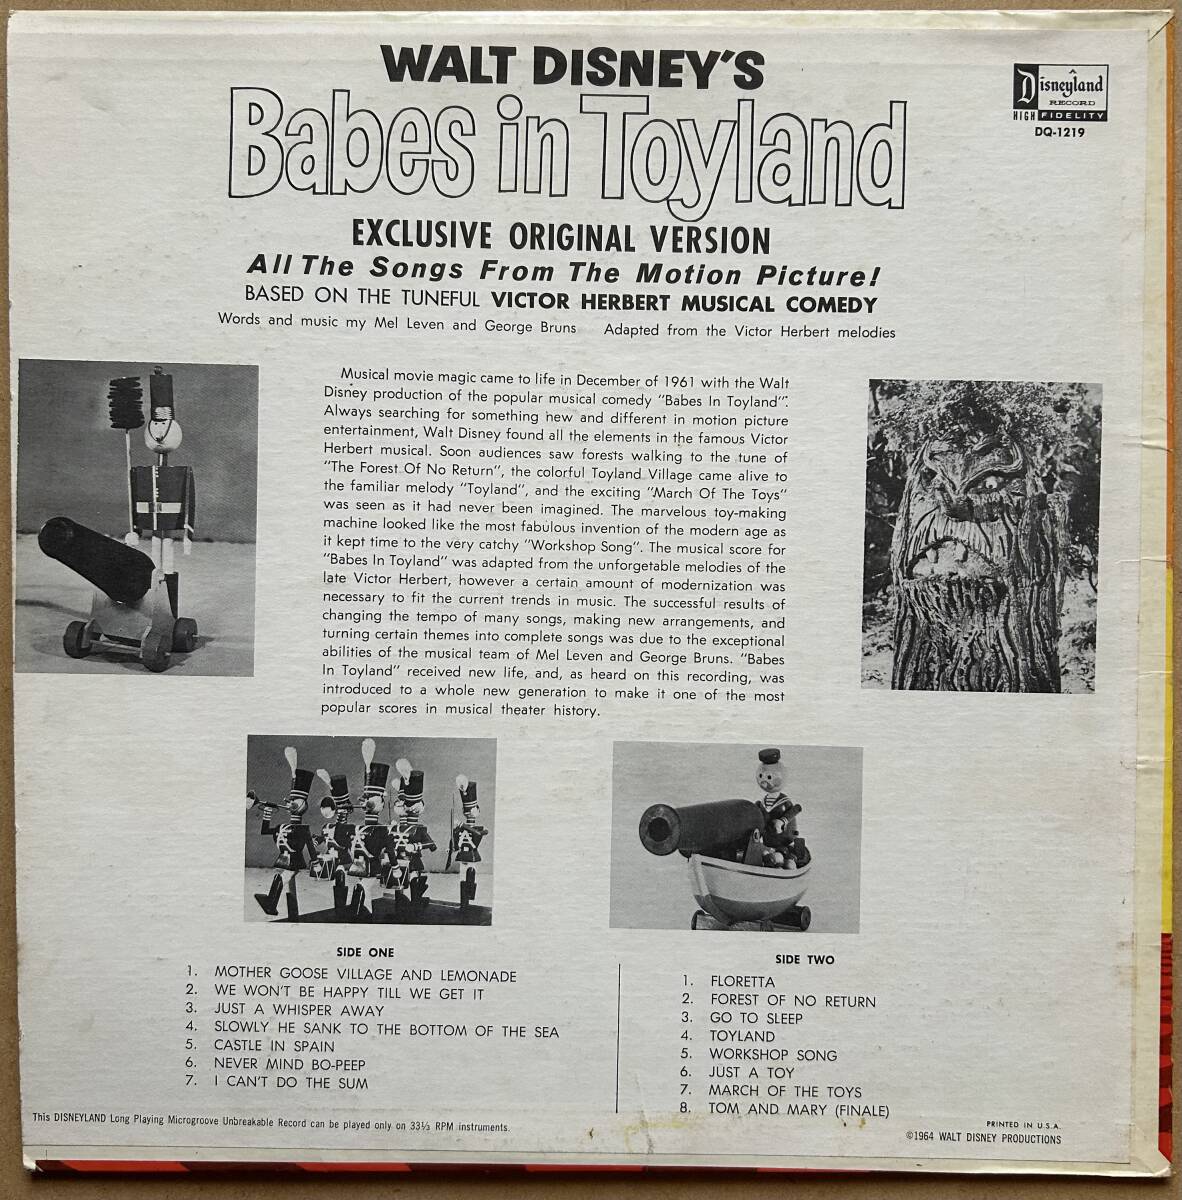 WALT DISNEY'S
Babes in Toyland
A
Disneyland
RECORD
HIGH FIDELITY
DQ-1219
EXCLUSIVE ORIGINAL VERSION
All The Songs From The Motion Picture!
BASED ON THE TUNEFUL VICTOR HERBERT MUSICAL COMEDY
Words and music my Mel Leven and George Bruns Adapted from the Victor Herbert melodies
Musical movie magic came to life in December of 1961 with the Walt
Disney production of the popular musical comedy "Babes In Toyland".
Always searching for something new and different in motion picture
entertainment, Walt Disney found all the elements in the famous Victor
Herbert musical. Soon audiences saw forests walking to the tune of
"The Forest Of No Return", the colorful Toyland Village came alive to
the familiar melody "Toyland", and the exciting "March Of The Toys"
was seen as it had never been imagined. The marvelous toy-making
machine looked like the most fabulous invention of the modern age as
it kept time to the very catchy "Workshop Song". The musical score for
"Babes In Toyland" was adapted from the unforgetable melodies of the
late Victor Herbert, however a certain amount of modernization was
necessary to fit the current trends in music. The successful results of
changing the tempo of many songs, making new arrangements, and
turning certain themes into complete songs was due to the exceptional
abilities of the musical team of Mel Leven and George Bruns. "Babes
In Toyland" received new life, and, as heard on this recording, was
introduced to a whole new generation to make it one of the most
popular scores in musical theater history.
SIDE ONE
1. MOTHER GOOSE VILLAGE AND LEMONADE
2. WE WON'T BE HAPPY TILL WE GET IT
3. JUST A WHISPER AWAY
4. SLOWLY HE SANK TO THE BOTTOM OF THE SEA
5. CASTLE IN SPAIN
6. NEVER MIND BO-PEEP
7. I CAN'T DO THE SUM
SIDE TWO
1. FLORETTA
2. FOREST OF NO RETURN
3. GO TO SLEEP
4. TOYLAND
5. WORKSHOP SONG
6. JUST A TOY
7. MARCH OF THE TOYS
8. TOM AND MARY (FINALE)
This DISNEYLAND Long Playing Microgroove Unbreakable Record can be played only on 33⅓ RPM instruments.
PRINTED IN U.S.A.
©1964 WALT DISNEY PRODUCTIONS